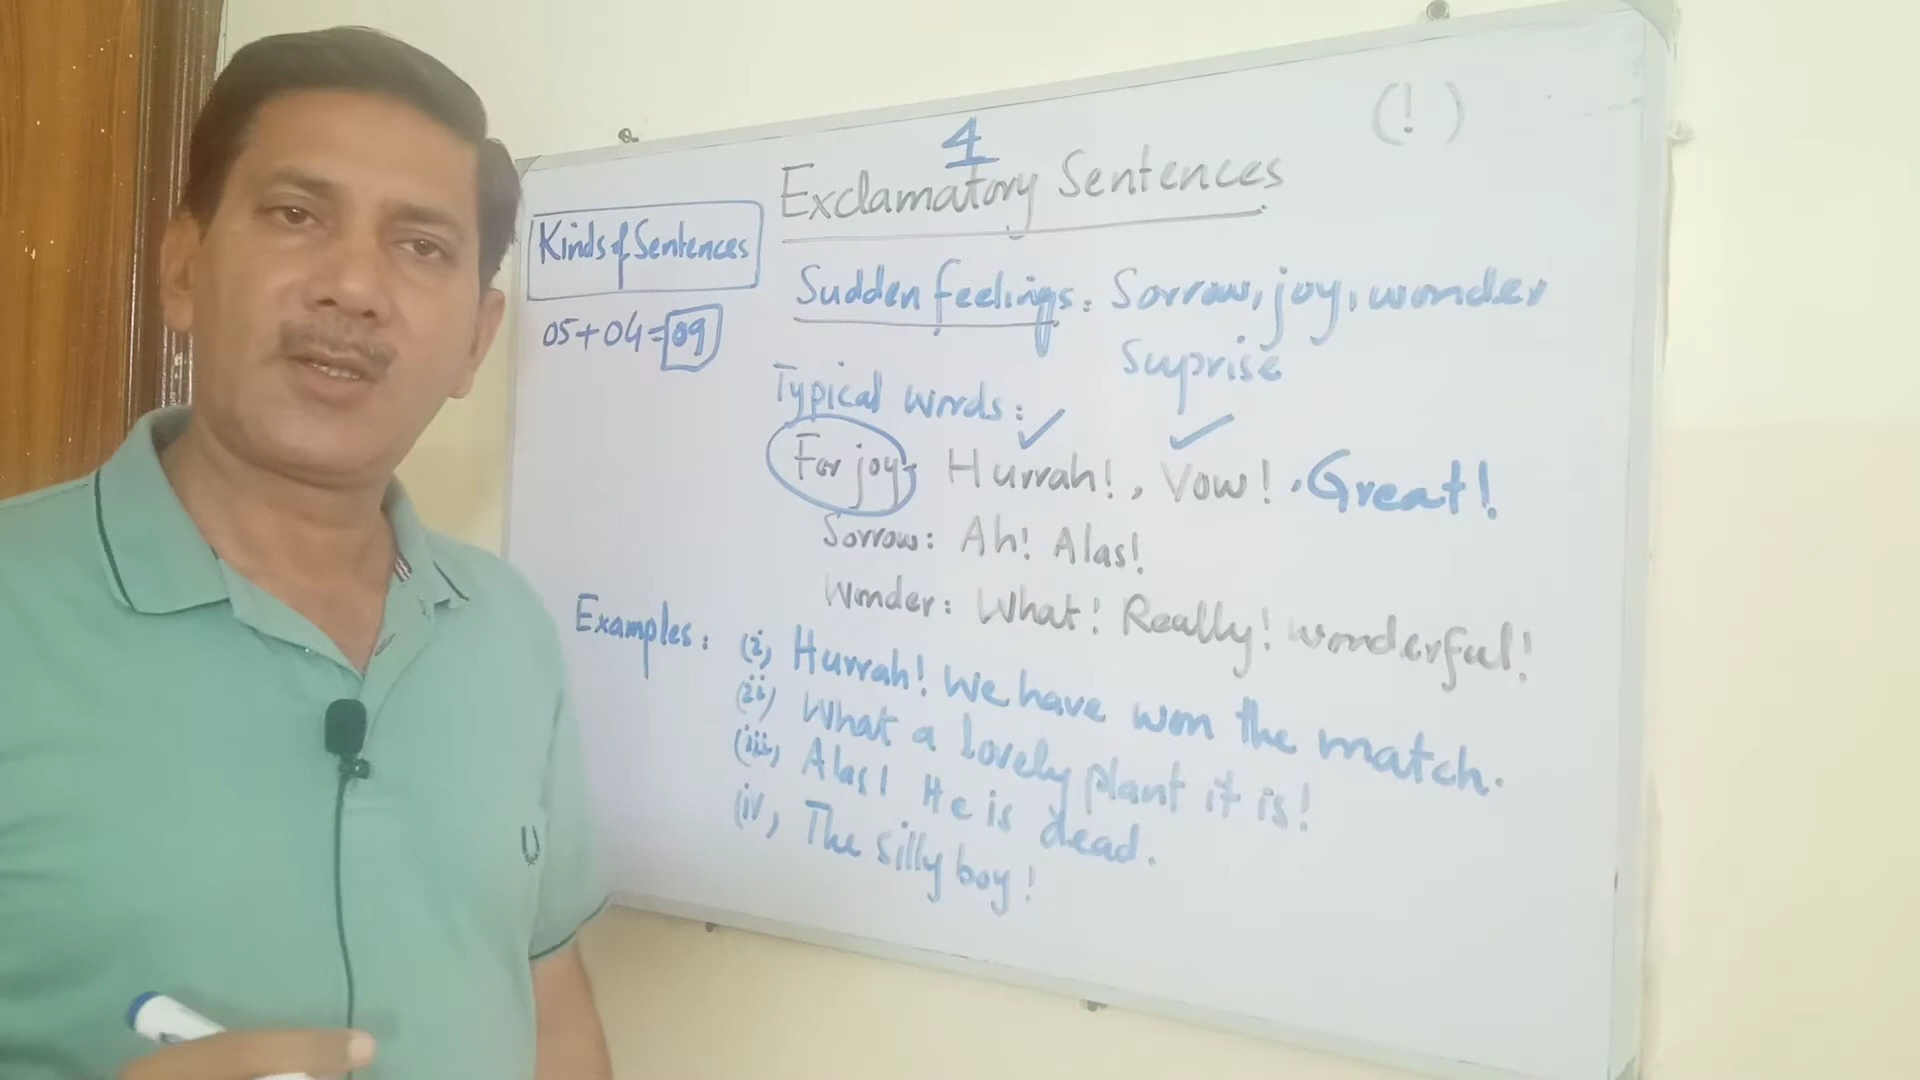 4
(!)
Exclamatory Sentences
Kinds of Sentences
05+04=09
Sudden feelings: Sorrow, joy, wonder
Suprise
Typical words:
For joy: Hurrah!, Vow!, Great!
Sorrow: Ah! Alas!
Wonder: What! Really! wonderful!
Examples: (i) Hurrah! We have won the match.
(ii) What a lovely plant it is!
(iii) Alas! He is dead.
(iv) The silly boy!